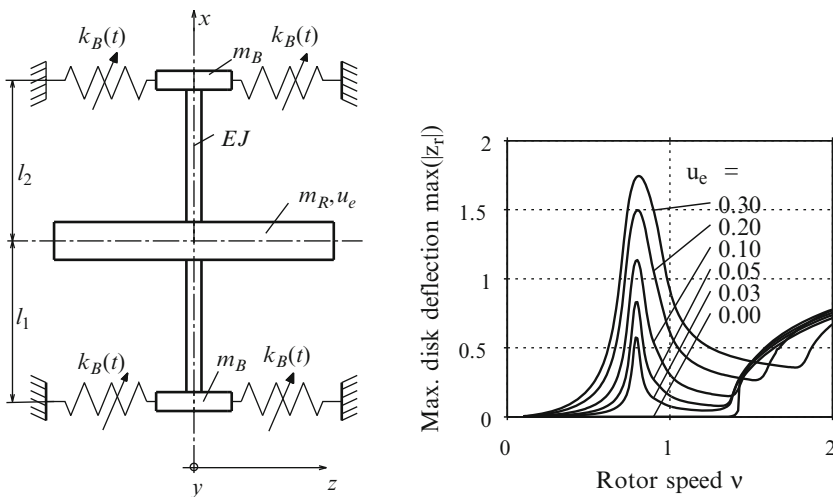 x
k_B(t)
k_B(t)
m_B
EJ
l_2
m_R, u_e
l_1
k_B(t)
m_B
k_B(t)
y
z
Max. disk deflection max(|z_r|)
2
1.5
1
0.5
0
u_e =
0.30
0.20
0.10
0.05
0.03
0.00
0
1
2
Rotor speed ν